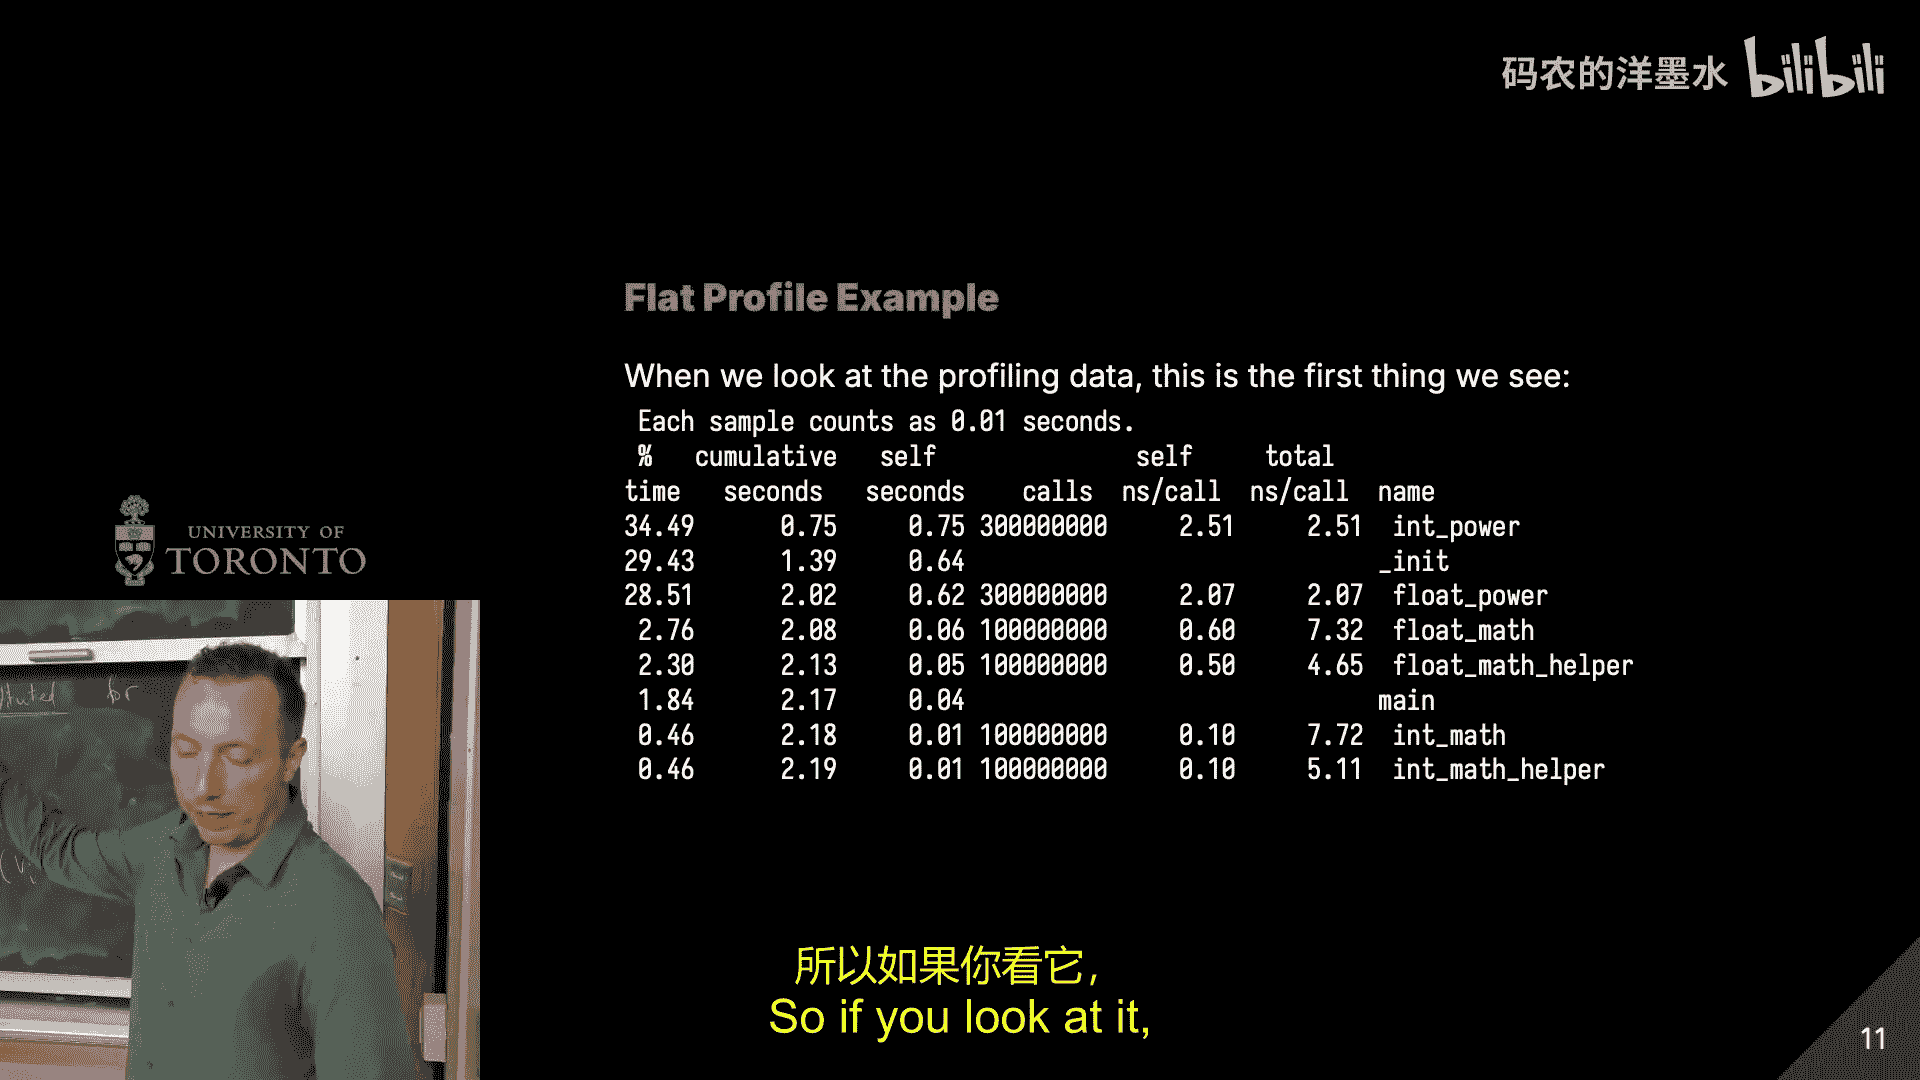 码农的洋墨水 bilibili
Flat Profile Example
When we look at the profiling data, this is the first thing we see:
Each sample counts as 0.01 seconds.
% cumulative self self total
time seconds seconds calls ns/call ns/call name
34.49 0.75 0.75 300000000 2.51 2.51 int_power
29.43 1.39 0.64 _init
28.51 2.02 0.62 300000000 2.07 2.07 float_power
2.76 2.08 0.06 100000000 0.60 7.32 float_math
2.30 2.13 0.05 100000000 0.50 4.65 float_math_helper
1.84 2.17 0.04 main
0.46 2.18 0.01 100000000 0.10 7.72 int_math
0.46 2.19 0.01 100000000 0.10 5.11 int_math_helper
UNIVERSITY OF
TORONTO
for
所以如果你看它,
So if you look at it,
11